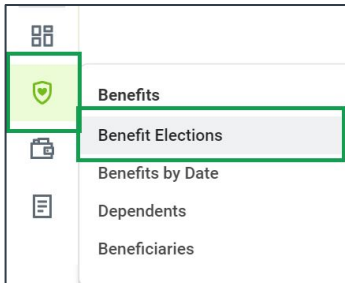 Benefits
Benefit Elections
Benefits by Date
Dependents
Beneficiaries